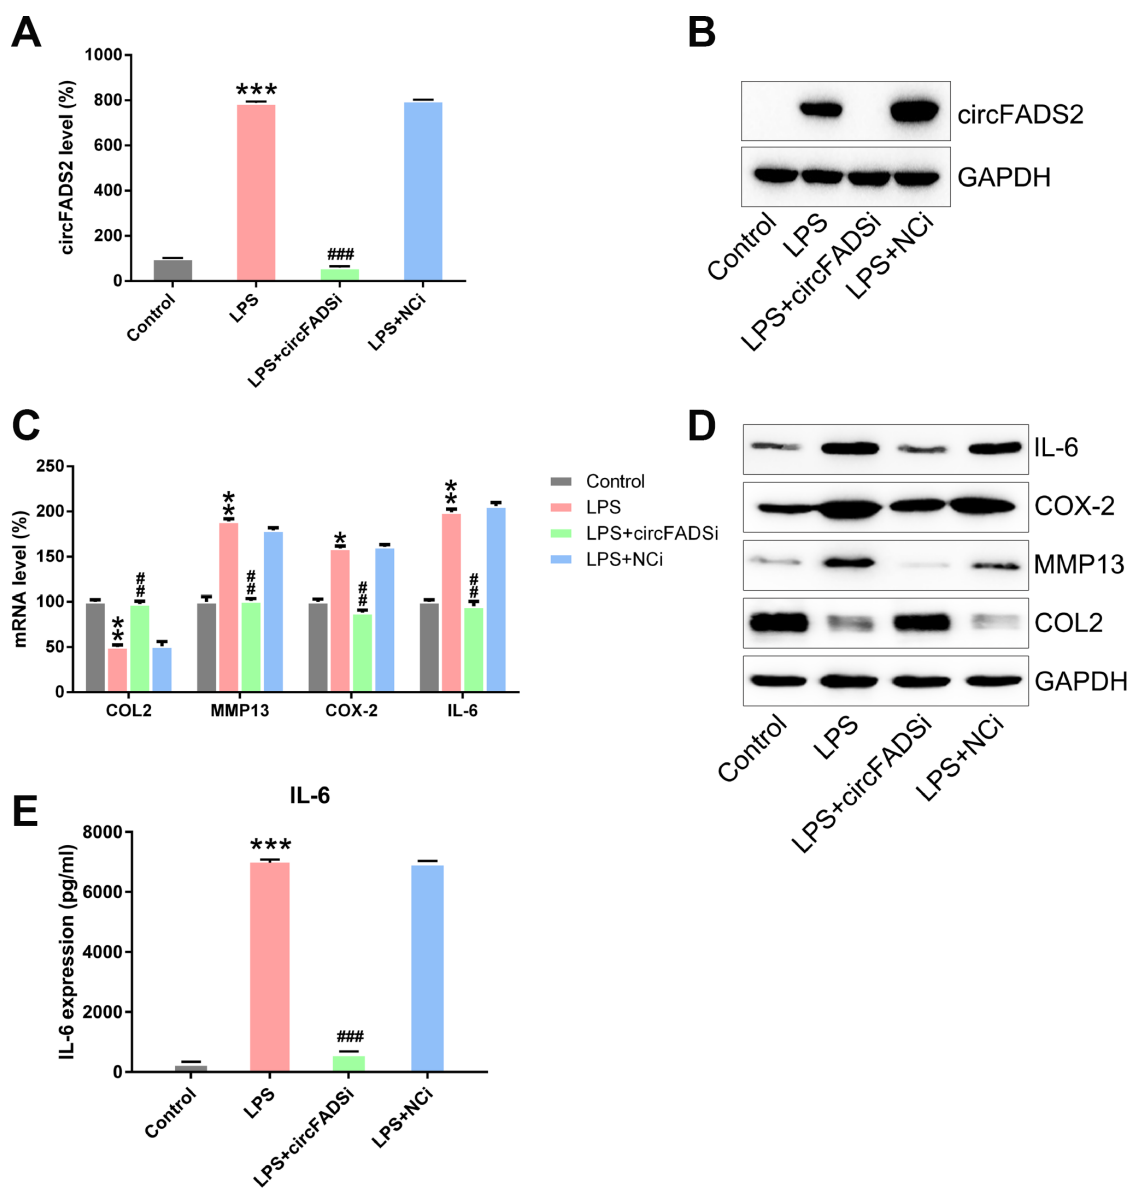 A
circFADS2 level (%)
1000
800
600
400
200
0
***
###
Control
LPS
LPS+circFADSi
LPS+NCi
B
circFADS2
GAPDH
Control
LPS
LPS+circFADSi
LPS+NCi
C
mRNA level (%)
250
200
150
100
50
0
**
##
**
##
*
##
**
##
COL2
MMP13
COX-2
IL-6
Control
LPS
LPS+circFADSi
LPS+NCi
D
IL-6
COX-2
MMP13
COL2
GAPDH
Control
LPS
LPS+circFADSi
LPS+NCi
E
IL-6
IL-6 expression (pg/ml)
8000
6000
4000
2000
0
***
###
Control
LPS
LPS+circFADSi
LPS+NCi